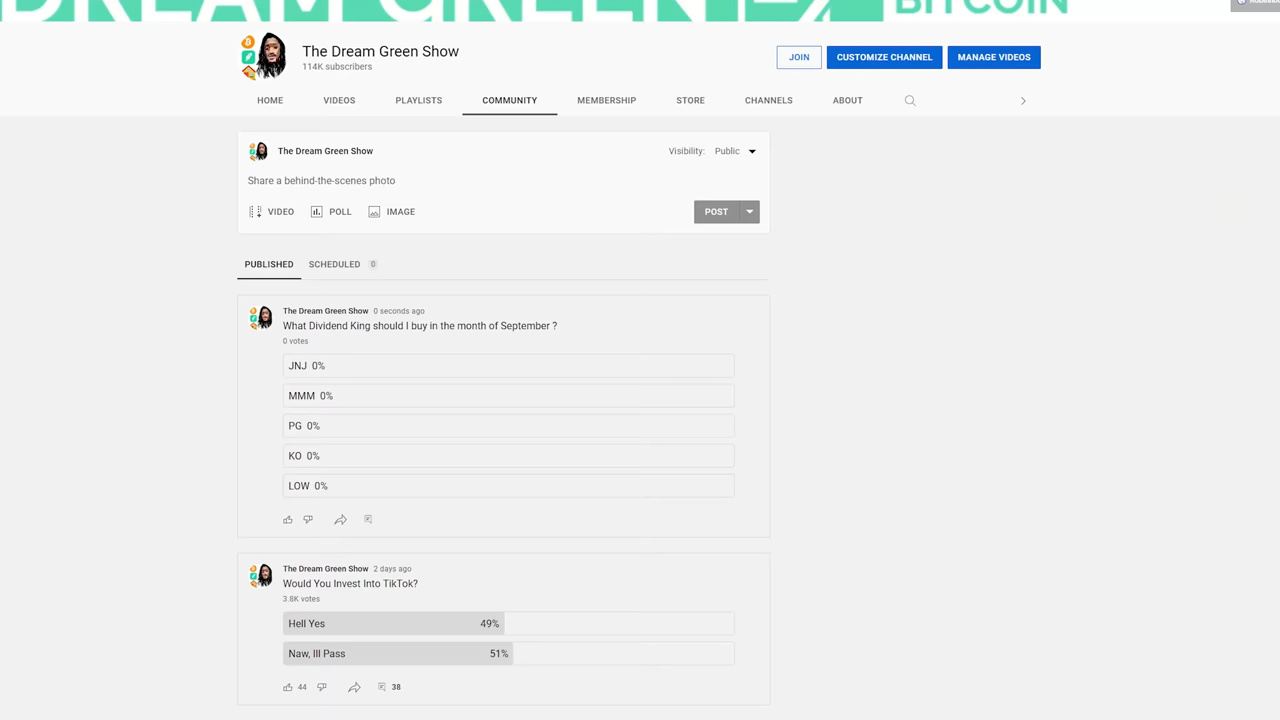 DREAM GREEN
BITCOIN
The Dream Green Show
114K subscribers
JOIN
CUSTOMIZE CHANNEL
MANAGE VIDEOS
HOME
VIDEOS
PLAYLISTS
COMMUNITY
MEMBERSHIP
STORE
CHANNELS
ABOUT
The Dream Green Show
Visibility: Public
Share a behind-the-scenes photo
VIDEO
POLL
IMAGE
POST
PUBLISHED
SCHEDULED 0
The Dream Green Show 0 seconds ago
What Dividend King should I buy in the month of September ?
0 votes
JNJ 0%
MMM 0%
PG 0%
KO 0%
LOW 0%
The Dream Green Show 2 days ago
Would You Invest Into TikTok?
3.8K votes
Hell Yes 49%
Naw, Ill Pass 51%
44
38